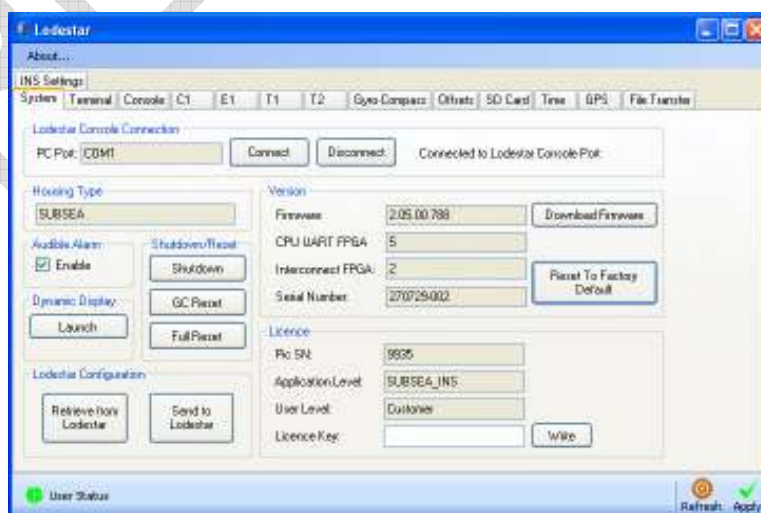 Lodestar
About...
INS Settings
System Terminal Console C1 E1 T1 T2 Gyro-Compass Offsets SD Card Time GPS File Transfer
Lodestar Console Connection
PC Port: COM1 Connect Disconnect Connected to Lodestar Console Port
Housing Type
SUBSEA
Audible Alarm
Enable
Dynamic Display
Launch
Shutdown/Reset
Shutdown
GC Reset
Full Reset
Lodestar Configuration
Retrieve from Lodestar
Send to Lodestar
Version
Firmware 2.05.00.788 Download Firmware
CPU UART FPGA 5
Interconnect FPGA: 2
Serial Number: 270729-002
Reset To Factory Default
Licence
Pic SN: 9935
Application Level: SUBSEA_INS
User Level: Customer
Licence Key: Write
User Status
Refresh Apply